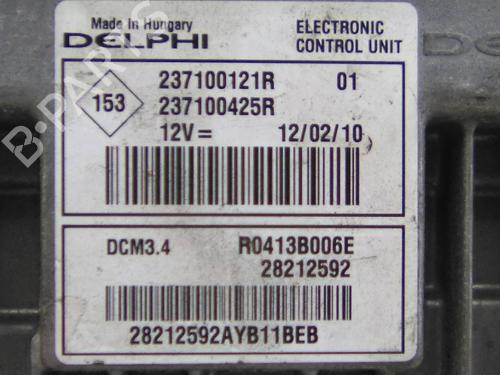 Made In Hungary
DELPHI
ELECTRONIC
CONTROL UNIT
153
237100121R 01
237100425R
12V= 12/02/10
DCM3.4 R0413B006E
28212592
28212592AYB11BEB